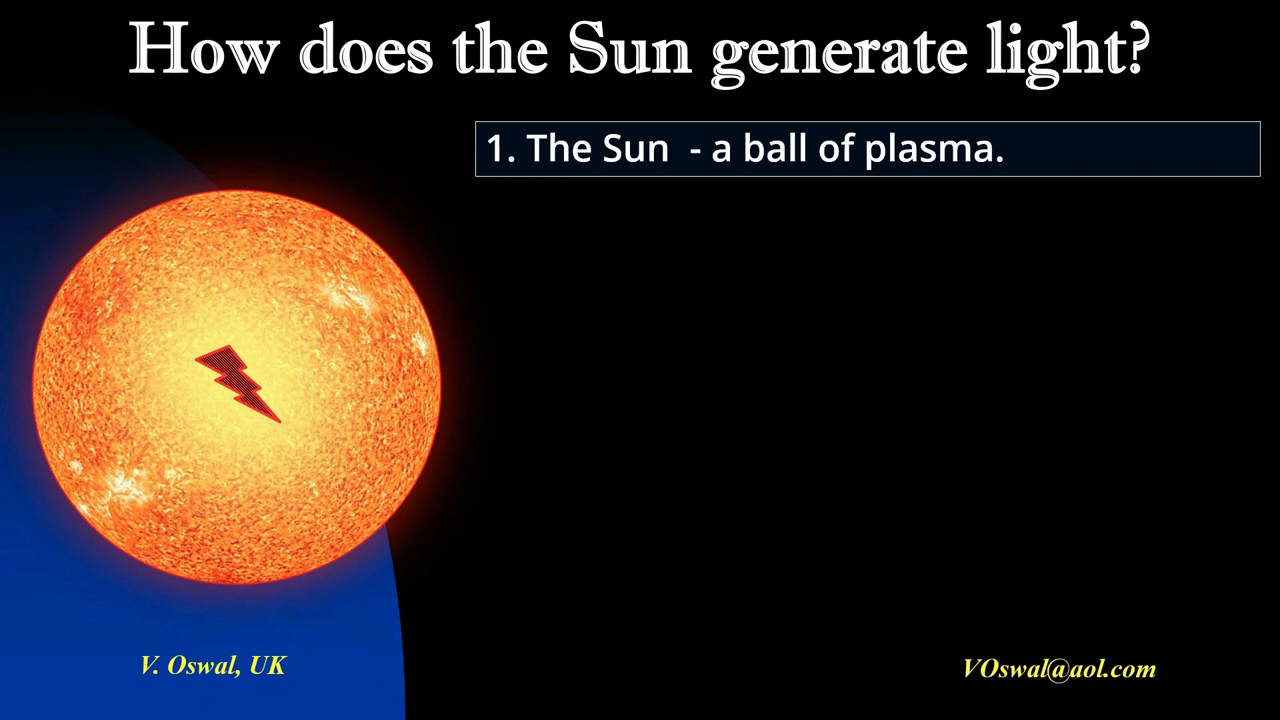 How does the Sun generate light?
1. The Sun - a ball of plasma.
V. Oswal, UK
VOswal@aol.com